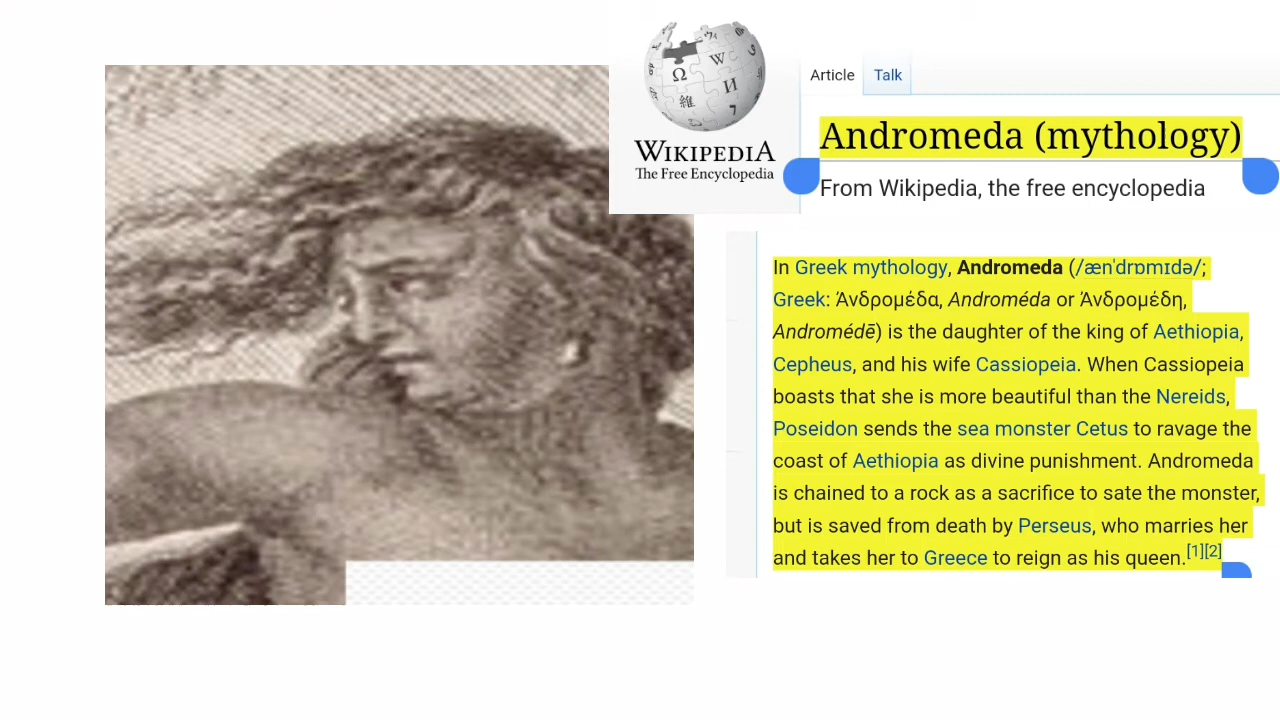 WIKIPEDIA
The Free Encyclopedia
Article Talk
Andromeda (mythology)
From Wikipedia, the free encyclopedia
In Greek mythology, Andromeda (/ænˈdrɒmɪdə/;
Greek: Ἀνδρομέδα, Androméda or Ἀνδρομέδη,
Andromédē) is the daughter of the king of Aethiopia,
Cepheus, and his wife Cassiopeia. When Cassiopeia
boasts that she is more beautiful than the Nereids,
Poseidon sends the sea monster Cetus to ravage the
coast of Aethiopia as divine punishment. Andromeda
is chained to a rock as a sacrifice to sate the monster,
but is saved from death by Perseus, who marries her
and takes her to Greece to reign as his queen.[1][2]